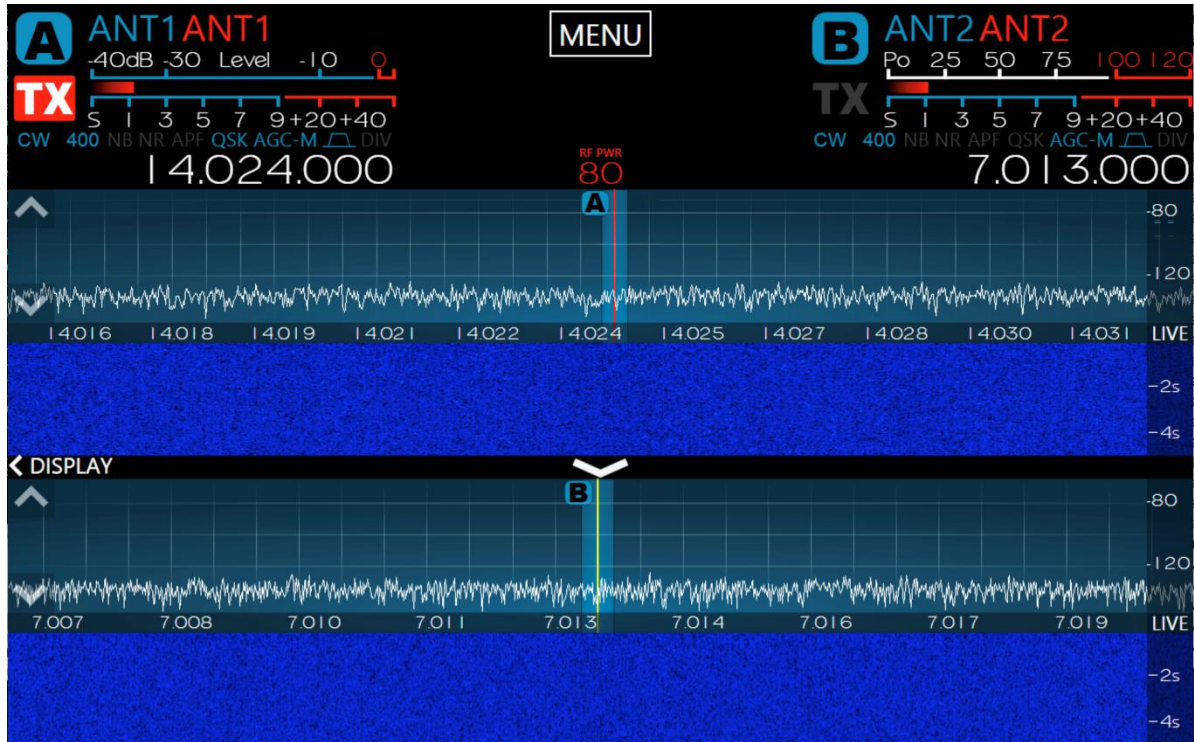 A ANT1 ANT1 MENU B ANT2 ANT2
-40dB -30 Level -10 0 Po 25 50 75 100 120
TX TX
S 1 3 5 7 9 +20 +40 S 1 3 5 7 9 +20 +40
CW 400 NB NR APF QSK AGC-M DIV CW 400 NB NR APF QSK AGC-M DIV
RF PWR
14.024.000 80 7.013.000
A -80
-120
14.016 14.018 14.019 14.021 14.022 14.024 14.025 14.027 14.028 14.030 14.031 LIVE
-2s
-4s
DISPLAY
B -80
-120
7.007 7.008 7.010 7.011 7.013 7.014 7.016 7.017 7.019 LIVE
-2s
-4s